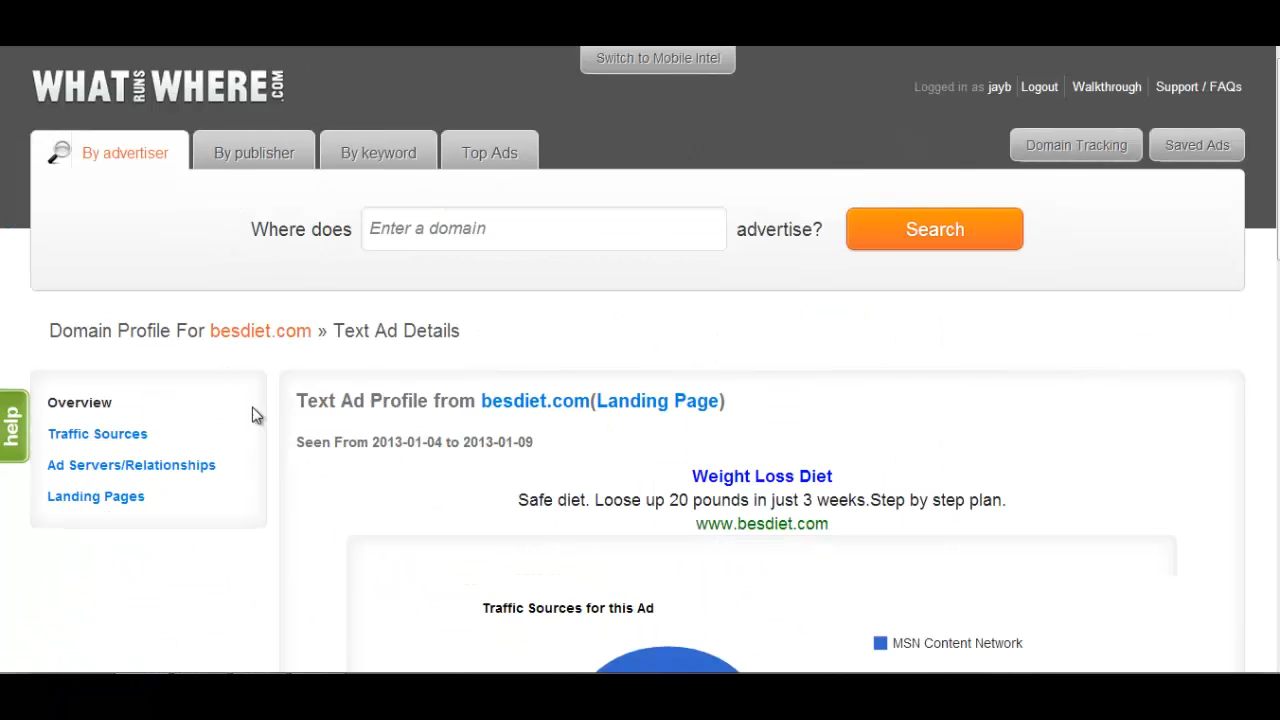 Switch to Mobile Intel
WHATRUNSWHERE.COM
Logged in as jayb Logout Walkthrough Support / FAQs
By advertiser By publisher By keyword Top Ads Domain Tracking Saved Ads
Where does Enter a domain advertise? Search
Domain Profile For besdiet.com » Text Ad Details
help
Overview
Traffic Sources
Ad Servers/Relationships
Landing Pages
Text Ad Profile from besdiet.com(Landing Page)
Seen From 2013-01-04 to 2013-01-09
Weight Loss Diet
Safe diet. Loose up 20 pounds in just 3 weeks.Step by step plan.
www.besdiet.com
Traffic Sources for this Ad
MSN Content Network